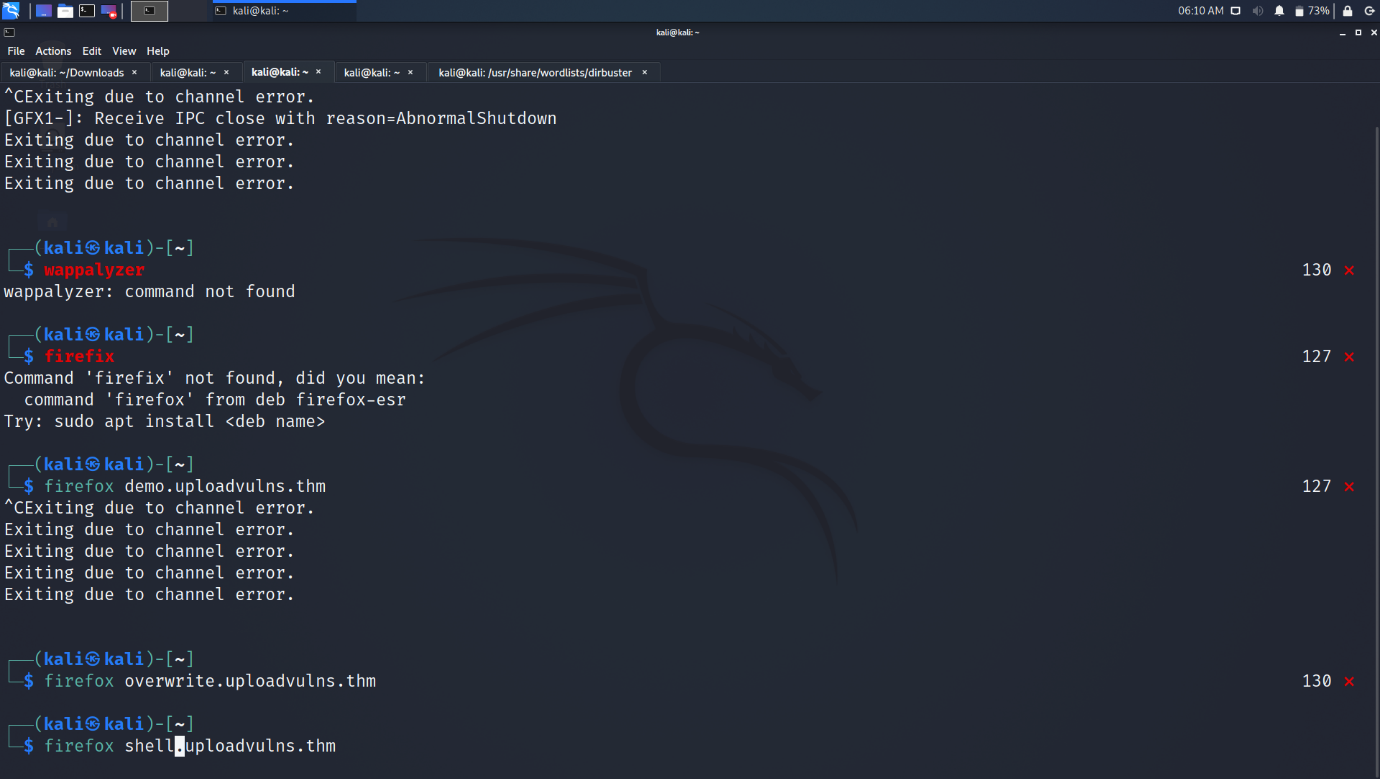 kali@kali: ~
06:10 AM 73%
kali@kali: ~
File Actions Edit View Help
kali@kali: ~/Downloads × kali@kali: ~ × kali@kali: ~ × kali@kali: ~ × kali@kali: /usr/share/wordlists/dirbuster ×
^CExiting due to channel error.
[GFX1-]: Receive IPC close with reason=AbnormalShutdown
Exiting due to channel error.
Exiting due to channel error.
Exiting due to channel error.
┌──(kali㉿kali)-[~]
└─$ wappalyzer 130 ⨯
wappalyzer: command not found
┌──(kali㉿kali)-[~]
└─$ firefix 127 ⨯
Command 'firefix' not found, did you mean:
command 'firefox' from deb firefox-esr
Try: sudo apt install <deb name>
┌──(kali㉿kali)-[~]
└─$ firefox demo.uploadvulns.thm 127 ⨯
^CExiting due to channel error.
Exiting due to channel error.
Exiting due to channel error.
Exiting due to channel error.
Exiting due to channel error.
┌──(kali㉿kali)-[~]
└─$ firefox overwrite.uploadvulns.thm 130 ⨯
┌──(kali㉿kali)-[~]
└─$ firefox shell.uploadvulns.thm